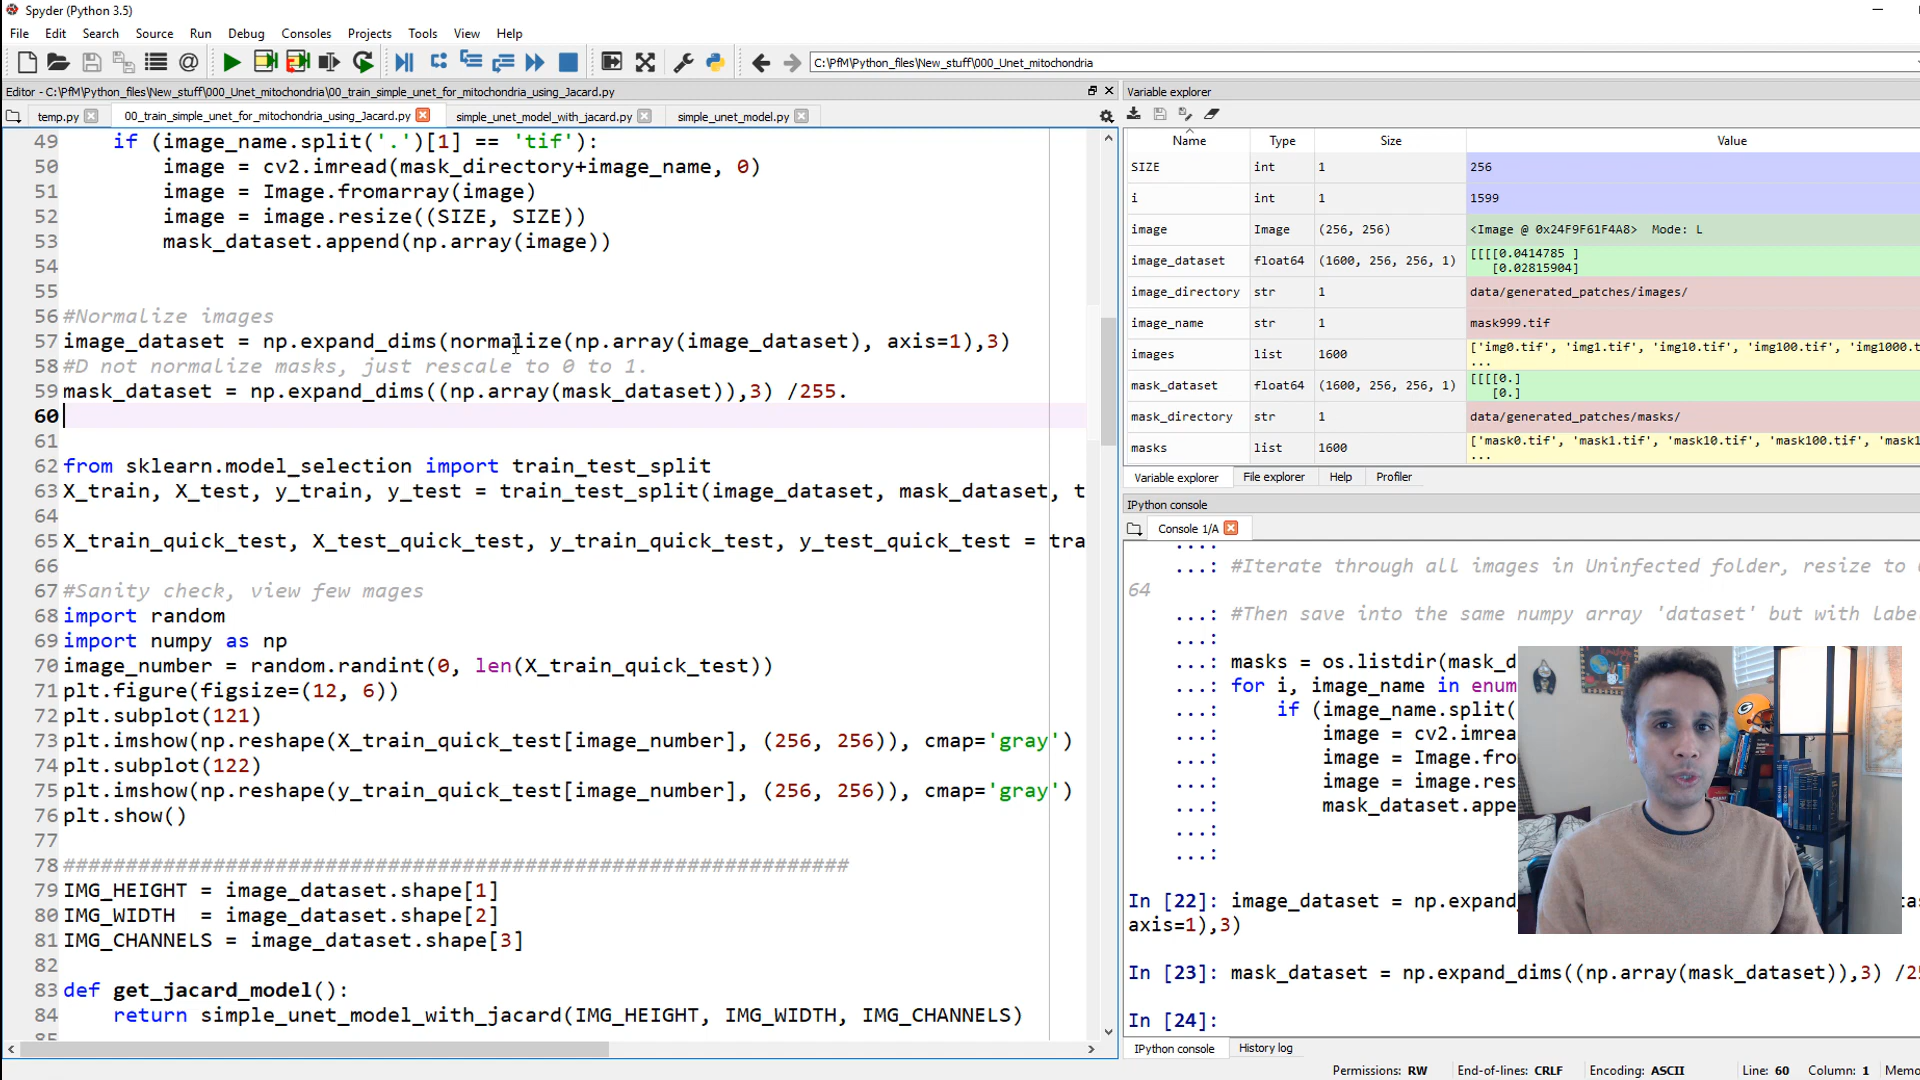 Spyder (Python 3.5)
File Edit Search Source Run Debug Consoles Projects Tools View Help
C:\PfM\Python_files\New_stuff\000_Unet_mitochondria
Editor - C:\PfM\Python_files\New_stuff\000_Unet_mitochondria\00_train_simple_unet_for_mitochondria_using_Jacard.py
temp.py 00_train_simple_unet_for_mitochondria_using_Jacard.py simple_unet_model_with_jacard.py simple_unet_model.py
49 if (image_name.split('.')[1] == 'tif'):
50 image = cv2.imread(mask_directory+image_name, 0)
51 image = Image.fromarray(image)
52 image = image.resize((SIZE, SIZE))
53 mask_dataset.append(np.array(image))
54
55
56 #Normalize images
57 image_dataset = np.expand_dims(normalize(np.array(image_dataset), axis=1),3)
58 #D not normalize masks, just rescale to 0 to 1.
59 mask_dataset = np.expand_dims((np.array(mask_dataset)),3) /255.
60
61
62 from sklearn.model_selection import train_test_split
63 X_train, X_test, y_train, y_test = train_test_split(image_dataset, mask_dataset, t
64
65 X_train_quick_test, X_test_quick_test, y_train_quick_test, y_test_quick_test = tra
66
67 #Sanity check, view few mages
68 import random
69 import numpy as np
70 image_number = random.randint(0, len(X_train_quick_test))
71 plt.figure(figsize=(12, 6))
72 plt.subplot(121)
73 plt.imshow(np.reshape(X_train_quick_test[image_number], (256, 256)), cmap='gray')
74 plt.subplot(122)
75 plt.imshow(np.reshape(y_train_quick_test[image_number], (256, 256)), cmap='gray')
76 plt.show()
77
78 ###############################################################
79 IMG_HEIGHT = image_dataset.shape[1]
80 IMG_WIDTH = image_dataset.shape[2]
81 IMG_CHANNELS = image_dataset.shape[3]
82
83 def get_jacard_model():
84 return simple_unet_model_with_jacard(IMG_HEIGHT, IMG_WIDTH, IMG_CHANNELS)
85
Variable explorer
Name Type Size Value
SIZE int 1 256
i int 1 1599
image Image (256, 256) <Image @ 0x24F9F61F4A8> Mode: L
image_dataset float64 (1600, 256, 256, 1) [[[[0.0414785 ]
[0.02815904]
image_directory str 1 data/generated_patches/images/
image_name str 1 mask999.tif
images list 1600 ['img0.tif', 'img1.tif', 'img10.tif', 'img100.tif', 'img1000.t
...
mask_dataset float64 (1600, 256, 256, 1) [[[[0.]
[0.]
mask_directory str 1 data/generated_patches/masks/
masks list 1600 ['mask0.tif', 'mask1.tif', 'mask10.tif', 'mask100.tif', 'mask1
...
Variable explorer File explorer Help Profiler
IPython console
Console 1/A
...:
...: #Iterate through all images in Uninfected folder, resize to
64
...: #Then save into the same numpy array 'dataset' but with labe
...:
...: masks = os.listdir(mask_d
...: for i, image_name in enum
...: if (image_name.split(
...: image = cv2.imrea
...: image = Image.fro
...: image = image.res
...: mask_dataset.appe
...:
...:
In [22]: image_dataset = np.expand
axis=1),3)
In [23]: mask_dataset = np.expand_dims((np.array(mask_dataset)),3) /25
In [24]:
IPython console History log
Permissions: RW End-of-lines: CRLF Encoding: ASCII Line: 60 Column: 1 Memo